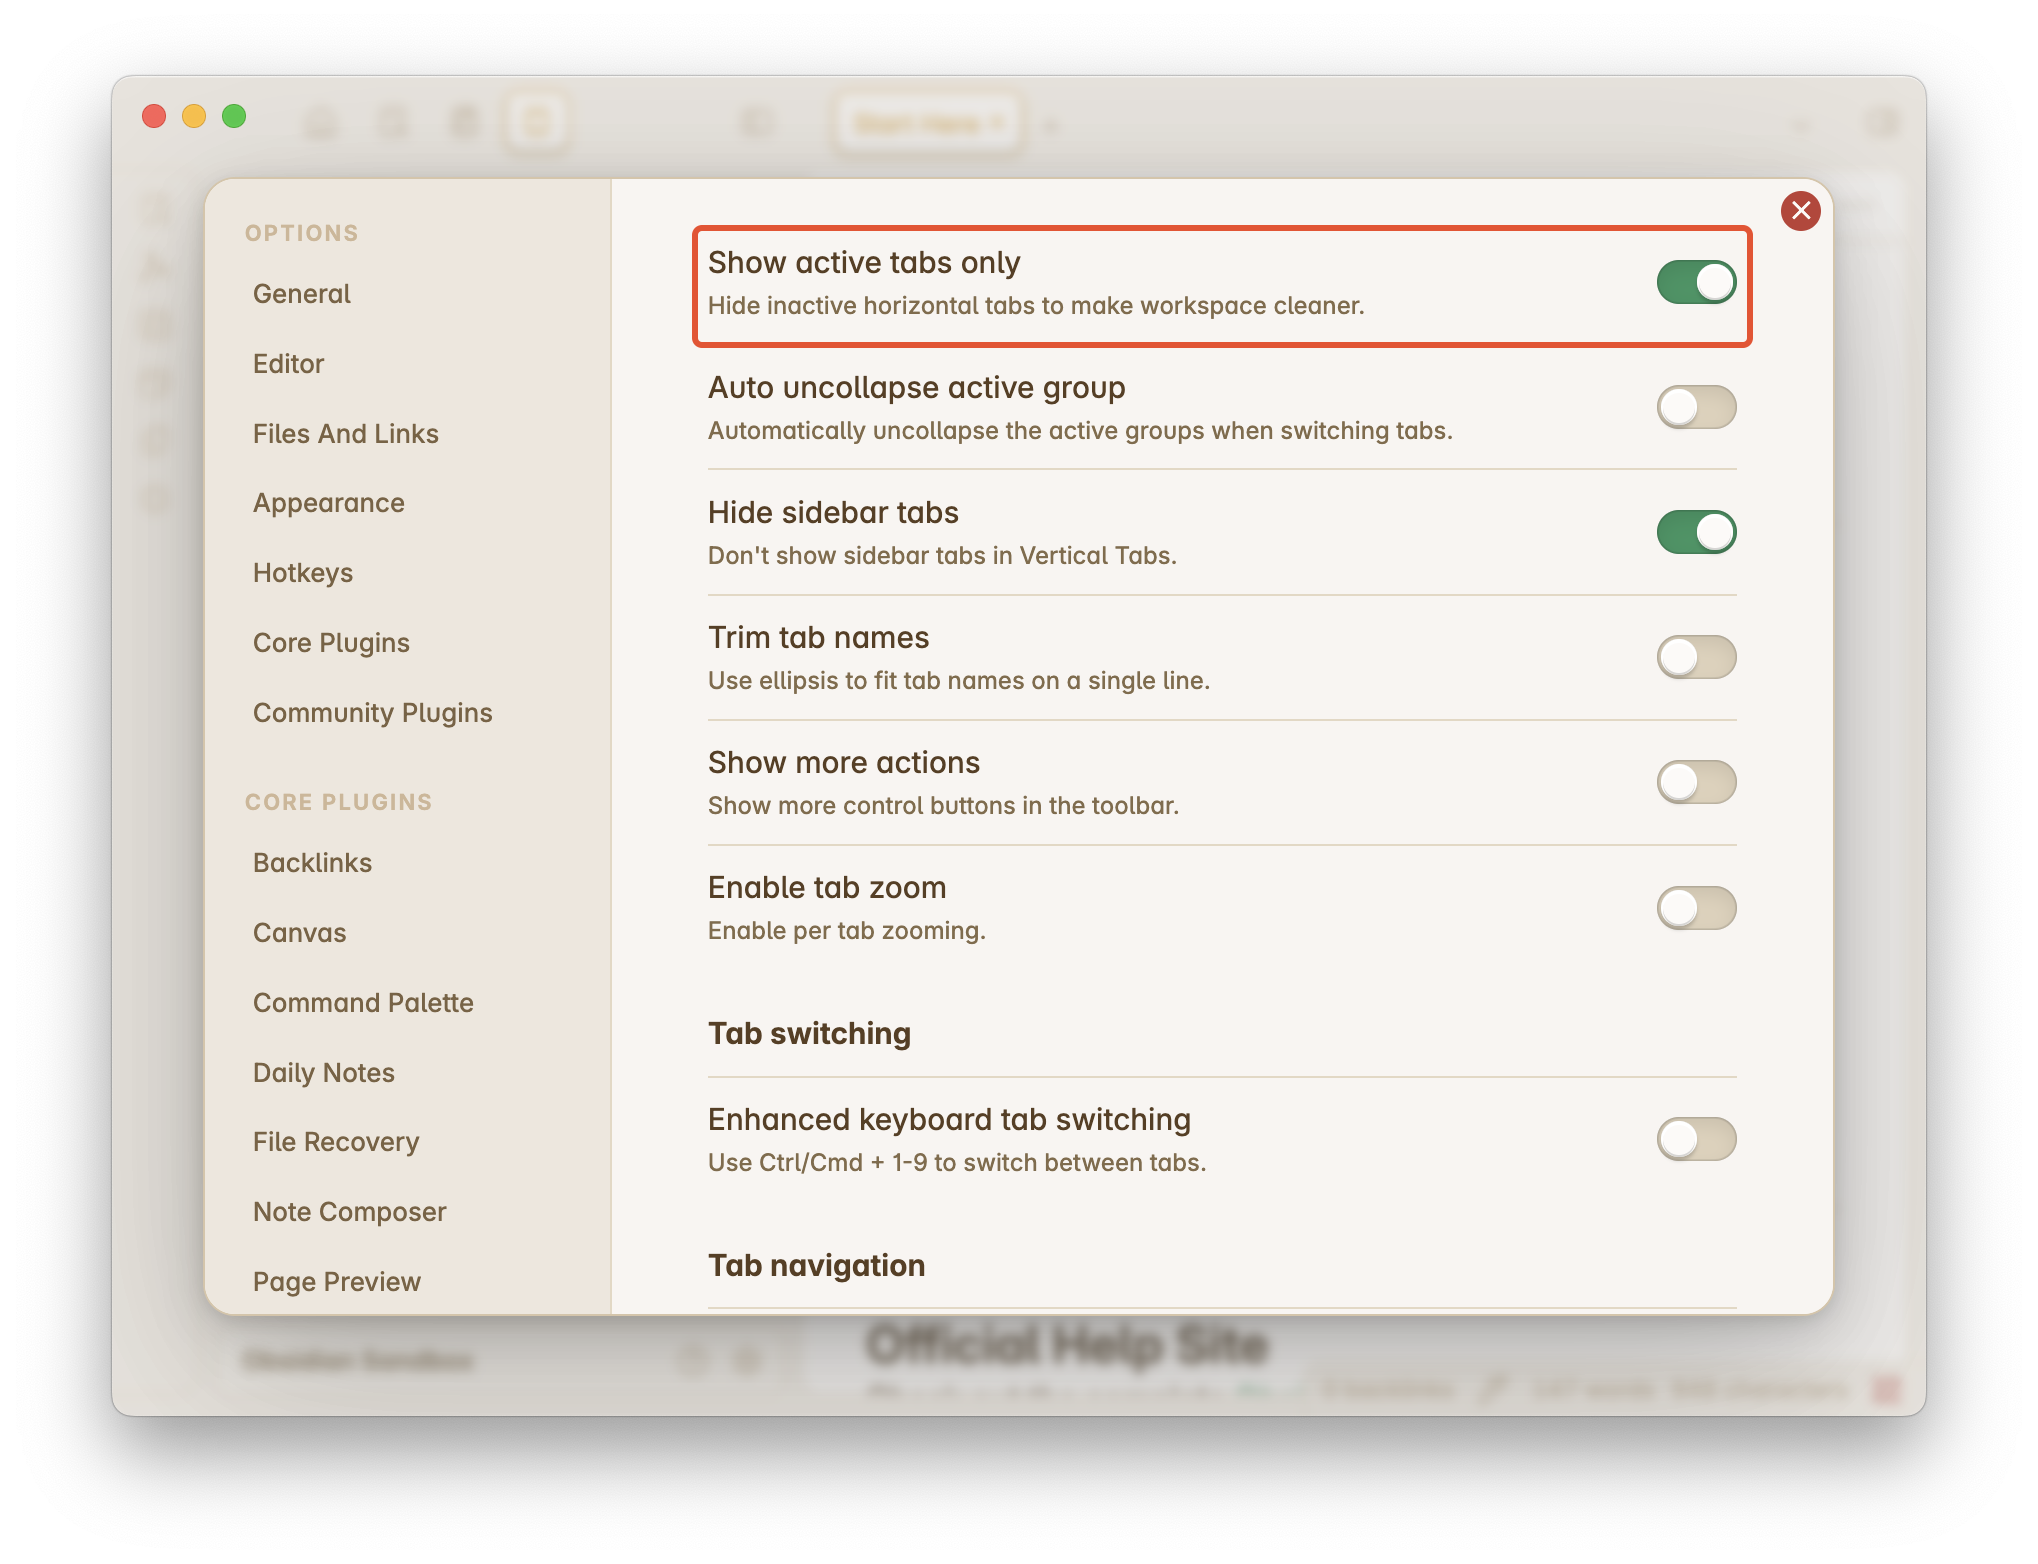 Start Here
OPTIONS
General
Editor
Files And Links
Appearance
Hotkeys
Core Plugins
Community Plugins
CORE PLUGINS
Backlinks
Canvas
Command Palette
Daily Notes
File Recovery
Note Composer
Page Preview
Show active tabs only
Hide inactive horizontal tabs to make workspace cleaner.
Auto uncollapse active group
Automatically uncollapse the active groups when switching tabs.
Hide sidebar tabs
Don't show sidebar tabs in Vertical Tabs.
Trim tab names
Use ellipsis to fit tab names on a single line.
Show more actions
Show more control buttons in the toolbar.
Enable tab zoom
Enable per tab zooming.
Tab switching
Enhanced keyboard tab switching
Use Ctrl/Cmd + 1-9 to switch between tabs.
Tab navigation
Obsidian Sandbox
Official Help Site